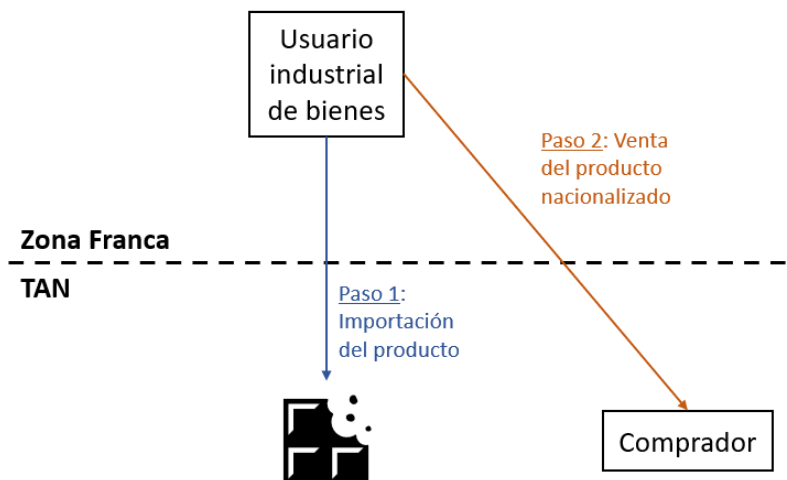 Usuario
industrial
de bienes
Paso 2: Venta
del producto
nacionalizado
Zona Franca
TAN
Paso 1:
Importación
del producto
Comprador